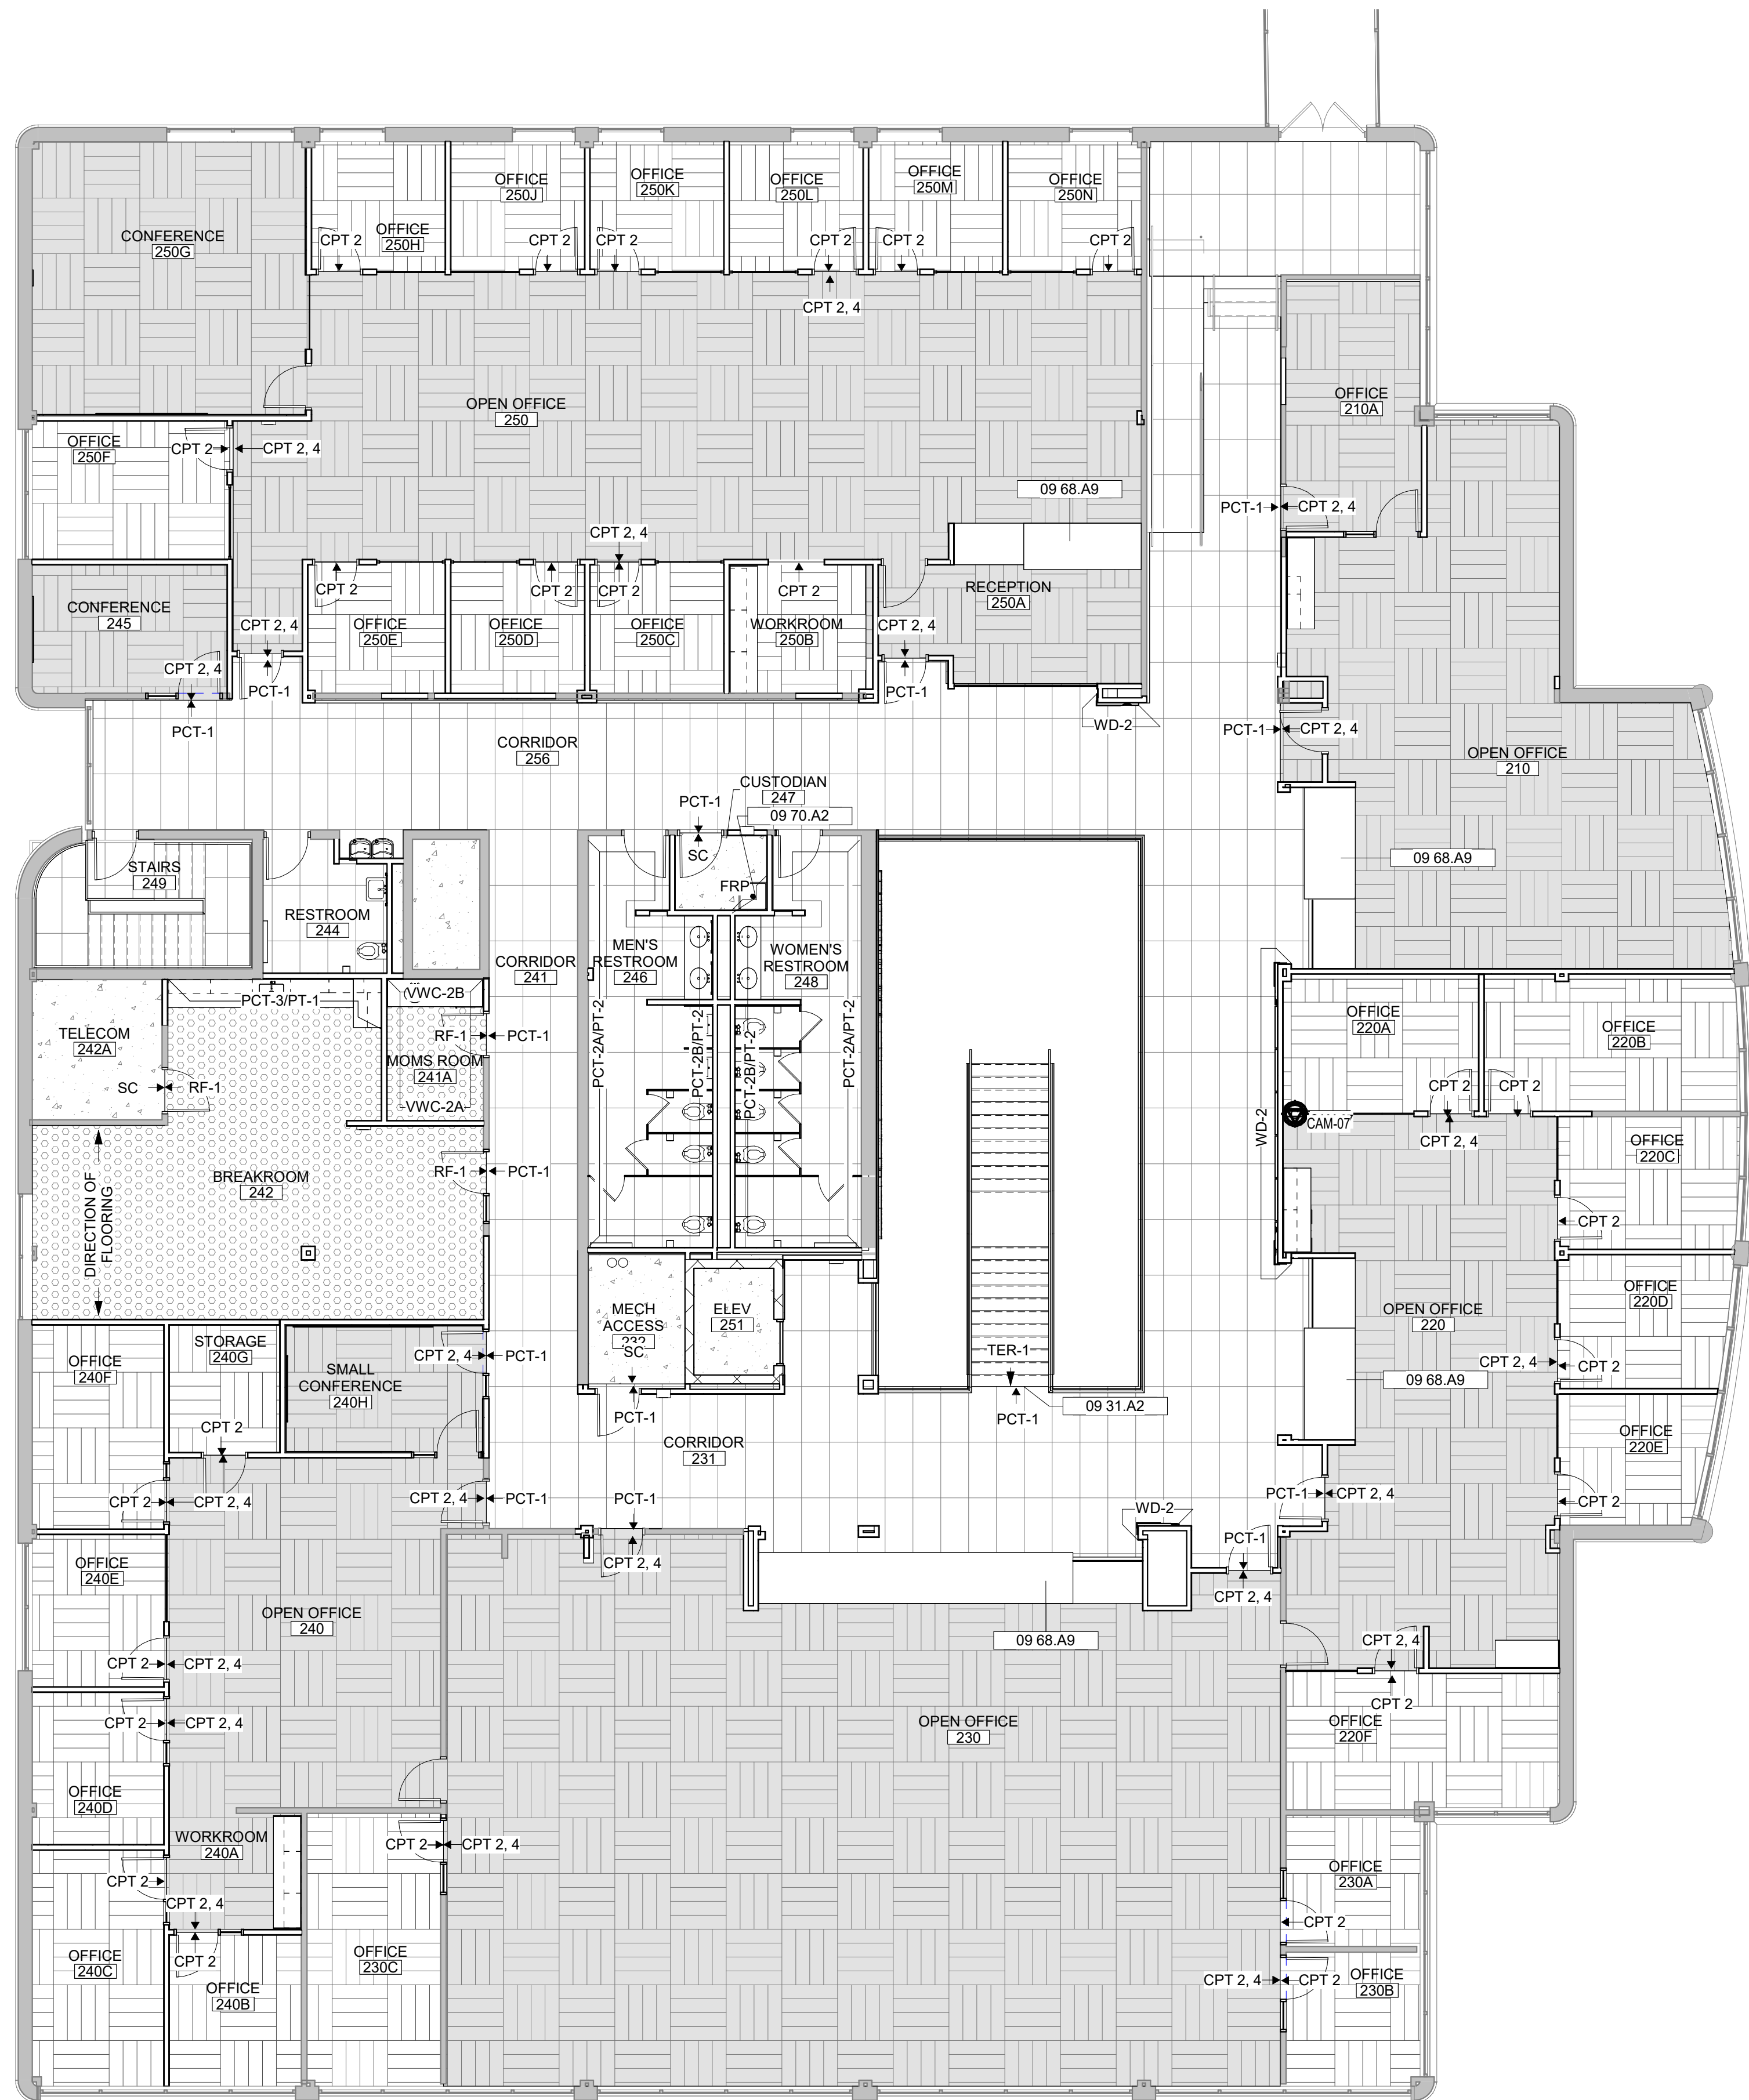 OFFICE
250J
OFFICE
250K
OFFICE
250L
OFFICE
250M
OFFICE
250N
CONFERENCE
250G
OFFICE
250H
CPT 2
CPT 2
CPT 2
CPT 2
CPT 2
CPT 2
CPT 2, 4
OPEN OFFICE
250
OFFICE
210A
OFFICE
250F
CPT 2
CPT 2, 4
09 68.A9
PCT-1
CPT 2, 4
CPT 2, 4
CPT 2
CPT 2
CPT 2
CPT 2
RECEPTION
250A
CONFERENCE
245
CPT 2, 4
OFFICE
250E
OFFICE
250D
OFFICE
250C
WORKROOM
250B
CPT 2, 4
CPT 2, 4
PCT-1
PCT-1
PCT-1
WD-2
PCT-1
CPT 2, 4
CORRIDOR
256
OPEN OFFICE
210
CUSTODIAN
247
PCT-1
09 70.A2
SC
09 68.A9
STAIRS
249
FRP
RESTROOM
244
MEN'S
RESTROOM
246
WOMEN'S
RESTROOM
248
CORRIDOR
241
VWC-2B
PCT-3/PT-1
TELECOM
242A
RF-1
PCT-1
MOMS ROOM
241A
VWC-2A
SC
RF-1
PCT-2A/PT-2
PCT-2B/PT-2
PCT-2B/PT-2
PCT-2A/PT-2
OFFICE
220A
OFFICE
220B
CPT 2
CPT 2
CAM-07
WD-2
CPT 2, 4
OFFICE
220C
BREAKROOM
242
RF-1
PCT-1
DIRECTION OF
FLOORING
CPT 2
MECH
ACCESS
232
SC
ELEV
251
OPEN OFFICE
220
OFFICE
220D
OFFICE
240F
STORAGE
240G
SMALL
CONFERENCE
240H
CPT 2, 4
PCT-1
TER-1
CPT 2, 4
CPT 2
09 68.A9
09 31.A2
PCT-1
PCT-1
CPT 2
OFFICE
220E
CORRIDOR
231
CPT 2
CPT 2, 4
CPT 2, 4
PCT-1
PCT-1
WD-2
PCT-1
CPT 2, 4
CPT 2
PCT-1
CPT 2, 4
CPT 2, 4
OFFICE
240E
OPEN OFFICE
240
09 68.A9
CPT 2
CPT 2, 4
CPT 2, 4
CPT 2
CPT 2
CPT 2, 4
OPEN OFFICE
230
OFFICE
220F
OFFICE
240D
WORKROOM
240A
CPT 2
CPT 2, 4
CPT 2
CPT 2, 4
OFFICE
230A
CPT 2
CPT 2
OFFICE
240C
OFFICE
230C
OFFICE
240B
CPT 2, 4
CPT 2
OFFICE
230B